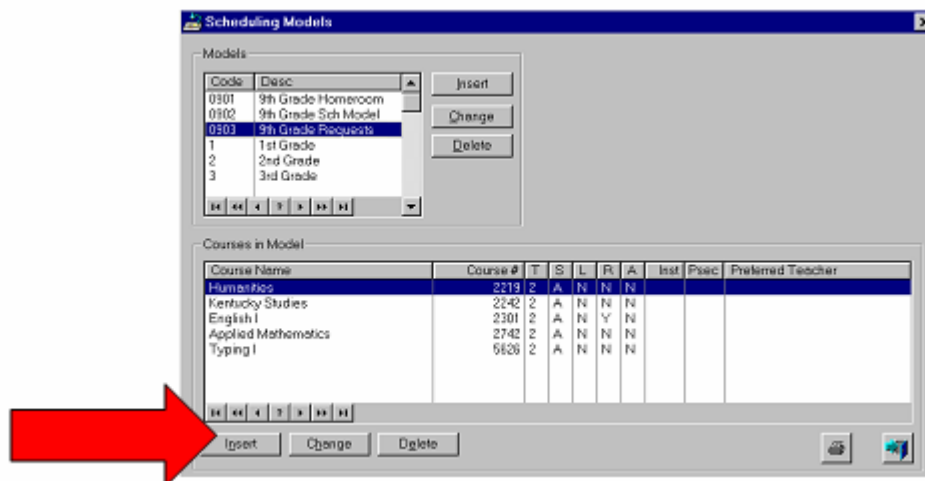 Scheduling Models
Models
Code Desc
0901 9th Grade Homeroom
0902 9th Grade Sch Model
0903 9th Grade Requests
1 1st Grade
2 2nd Grade
3 3rd Grade
Insert
Change
Delete
Courses in Model
Course Name Course # T S L R A Inst Psec Preferred Teacher
Humanities 2219 2 A N N N
Kentucky Studies 2242 2 A N N N
English I 2301 2 A N Y N
Applied Mathematics 2742 2 A N N N
Typing I 5626 2 A N N N
Insert Change Delete